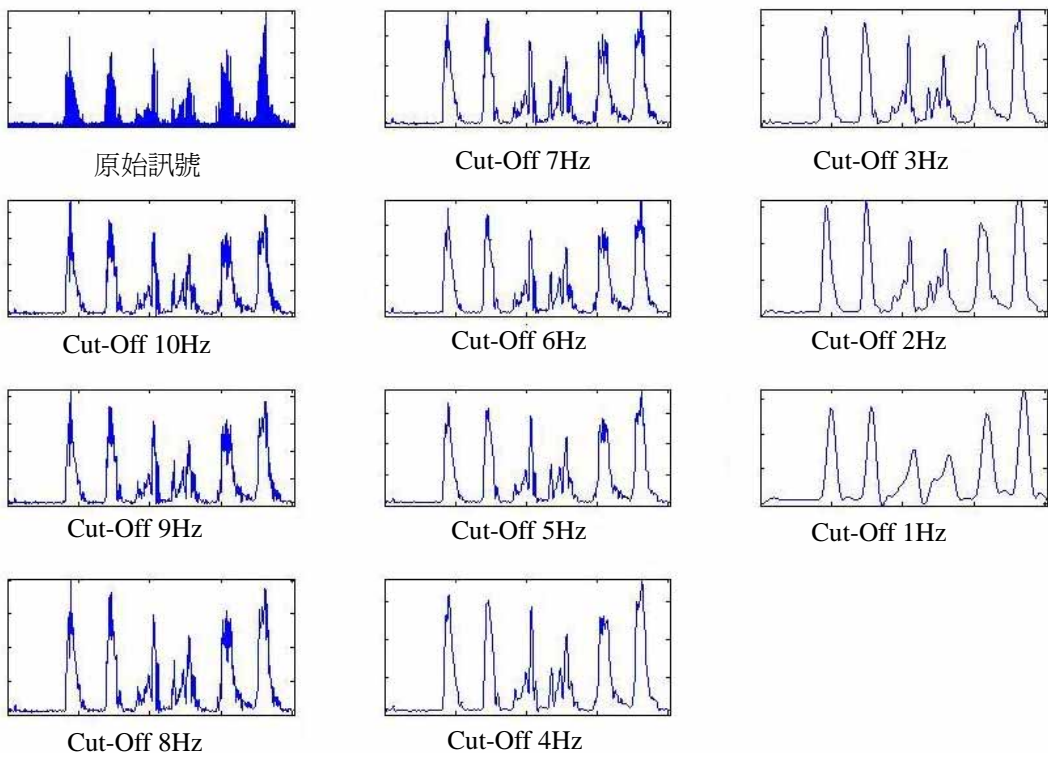 原始訊號
Cut-Off 10Hz
Cut-Off 9Hz
Cut-Off 8Hz
Cut-Off 7Hz
Cut-Off 6Hz
Cut-Off 5Hz
Cut-Off 4Hz
Cut-Off 3Hz
Cut-Off 2Hz
Cut-Off 1Hz